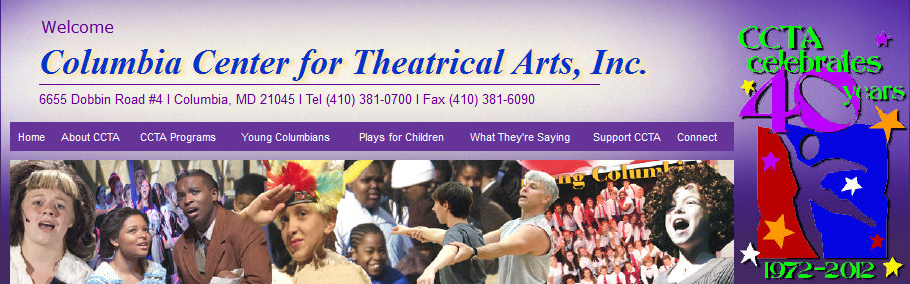 Welcome
Columbia Center for Theatrical Arts, Inc.
6655 Dobbin Road #4 I Columbia, MD 21045 I Tel (410) 381-0700 I Fax (410) 381-6090
Home About CCTA CCTA Programs Young Columbians Plays for Children What They're Saying Support CCTA Connect
Young Columbi
CCTA
celebrates
40
years
1972-2012